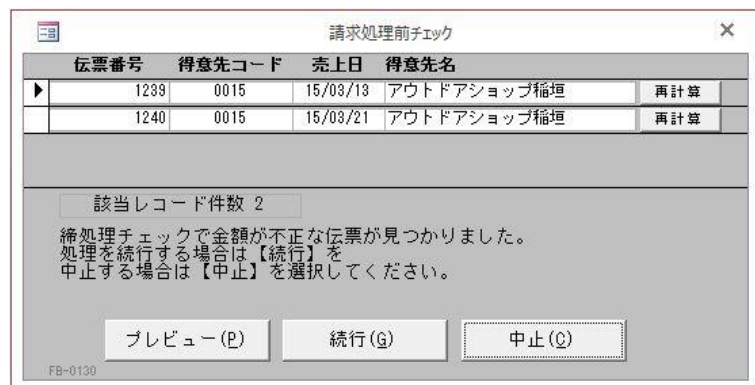 請求処理前チェック
伝票番号 得意先コード 売上日 得意先名
1239 0015 15/03/13 アウトドアショップ稲垣 再計算
1240 0015 15/03/21 アウトドアショップ稲垣 再計算
該当レコード件数 2
締処理チェックで金額が不正な伝票が見つかりました。
処理を続行する場合は【続行】を
中止する場合は【中止】を選択してください。
プレビュー(P) 続行(G) 中止(C)
FB-0130